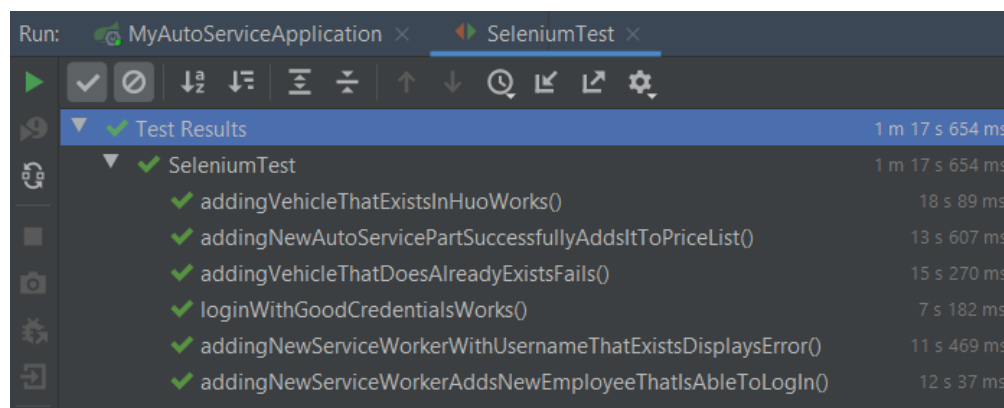 Run: MyAutoServiceApplication × SeleniumTest ×
Test Results 1 m 17 s 654 ms
SeleniumTest 1 m 17 s 654 ms
addingVehicleThatExistsInHuoWorks() 18 s 89 ms
addingNewAutoServicePartSuccessfullyAddsItToPriceList() 13 s 607 ms
addingVehicleThatDoesAlreadyExistsFails() 15 s 270 ms
loginWithGoodCredentialsWorks() 7 s 182 ms
addingNewServiceWorkerWithUsernameThatExistsDisplaysError() 11 s 469 ms
addingNewServiceWorkerAddsNewEmployeeThatIsAbleToLogIn() 12 s 37 ms